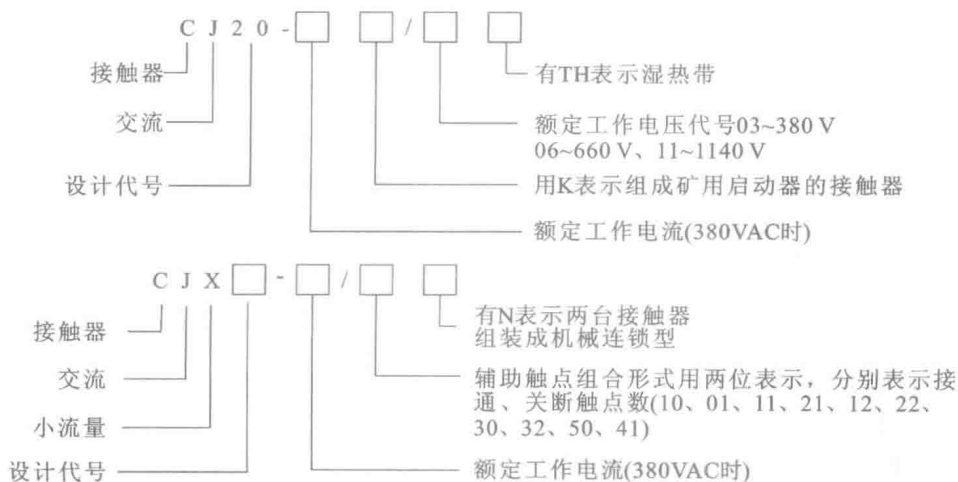 CJ20-□ □/□ □
接触器
有TH表示湿热带
交流
额定工作电压代号03~380 V
06~660 V、11~1140 V
设计代号
用K表示组成矿用启动器的接触器
额定工作电流(380VAC时)
CJX□-□/□ □
接触器
有N表示两台接触器
组装成机械连锁型
交流
辅助触点组合形式用两位表示，分别表示接
通、关断触点数(10、01、11、21、12、22、
30、32、50、41)
小流量
设计代号
额定工作电流(380VAC时)